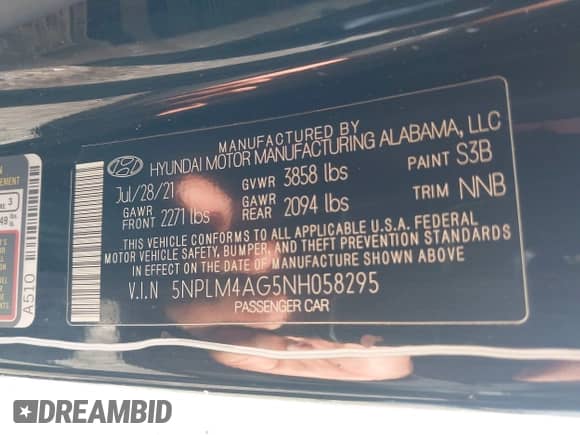 MANUFACTURED BY
HYUNDAI MOTOR MANUFACTURING ALABAMA, LLC
Jul/28/21 GVWR 3858 lbs PAINT S3B
GAWR FRONT 2271 lbs GAWR REAR 2094 lbs TRIM NNB
THIS VEHICLE CONFORMS TO ALL APPLICABLE U.S.A. FEDERAL
MOTOR VEHICLE SAFETY, BUMPER, AND THEFT PREVENTION STANDARDS
IN EFFECT ON THE DATE OF MANUFACTURE SHOWN ABOVE
V.I.N 5NPLM4AG5NH058295
PASSENGER CAR
A510
3
DREAMBID